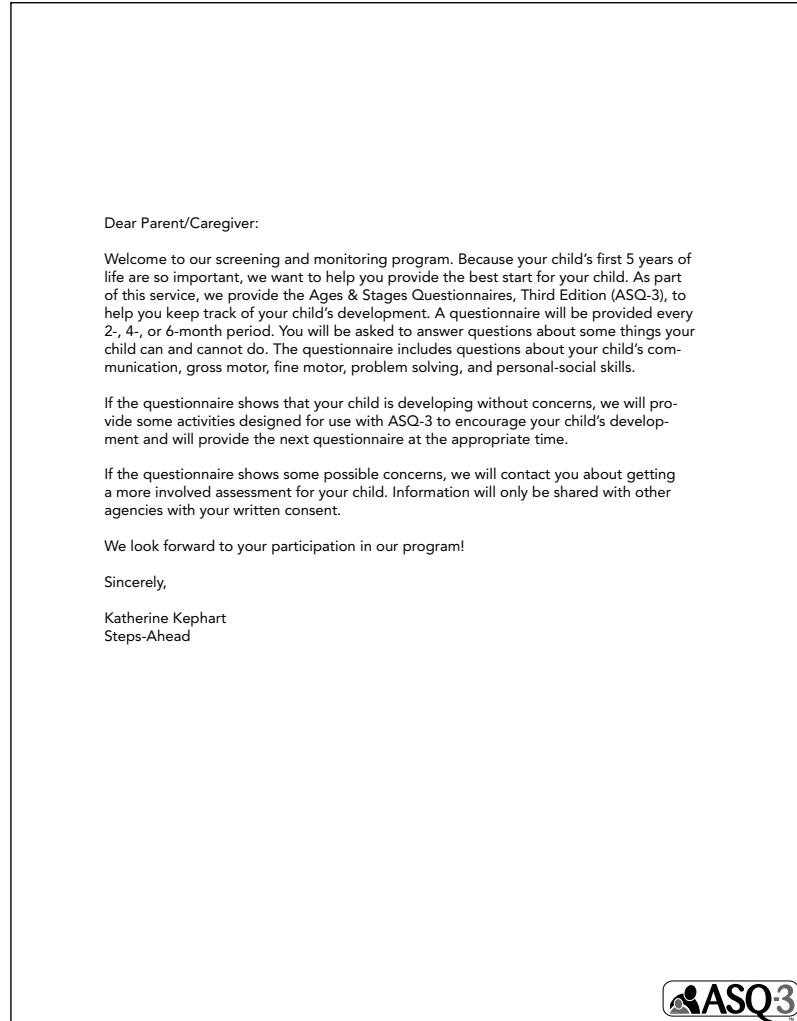 Dear Parent/Caregiver:
Welcome to our screening and monitoring program. Because your child’s first 5 years of
life are so important, we want to help you provide the best start for your child. As part
of this service, we provide the Ages & Stages Questionnaires, Third Edition (ASQ-3), to
help you keep track of your child’s development. A questionnaire will be provided every
2-, 4-, or 6-month period. You will be asked to answer questions about some things your
child can and cannot do. The questionnaire includes questions about your child’s com-
munication, gross motor, fine motor, problem solving, and personal-social skills.
If the questionnaire shows that your child is developing without concerns, we will pro-
vide some activities designed for use with ASQ-3 to encourage your child’s develop-
ment and will provide the next questionnaire at the appropriate time.
If the questionnaire shows some possible concerns, we will contact you about getting
a more involved assessment for your child. Information will only be shared with other
agencies with your written consent.
We look forward to your participation in our program!
Sincerely,
Katherine Kephart
Steps-Ahead
ASQ-3™